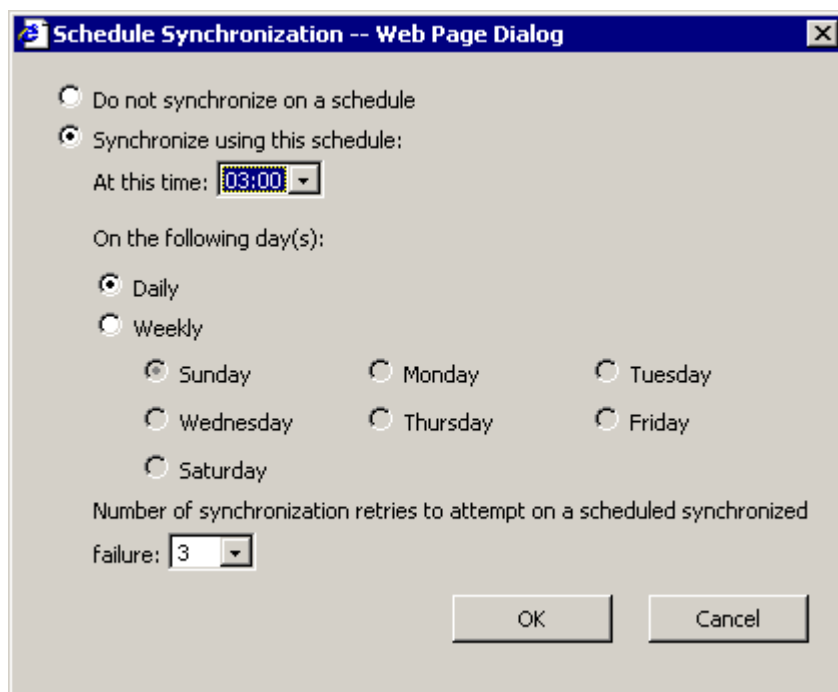 Schedule Synchronization -- Web Page Dialog
Do not synchronize on a schedule
Synchronize using this schedule:
At this time: 03:00
On the following day(s):
Daily
Weekly
Sunday Monday Tuesday
Wednesday Thursday Friday
Saturday
Number of synchronization retries to attempt on a scheduled synchronized
failure: 3
OK Cancel